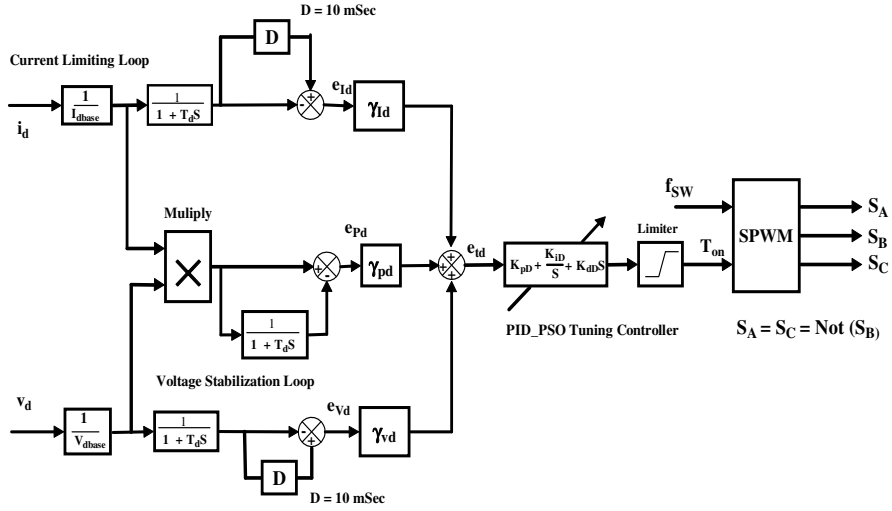 D = 10 mSec
Current Limiting Loop
D
1
I_dbase
1
1 + T_dS
- +
e_Id
γ_Id
i_d
Muliply
e_Pd
+ -
γ_pd
1
1 + T_dS
Voltage Stabilization Loop
e_td
+ + +
K_pD + K_iD/S + K_dD S
PID_PSO Tuning Controller
Limiter
f_SW
T_on
SPWM
S_A
S_B
S_C
S_A = S_C = Not (S_B)
v_d
1
V_dbase
1
1 + T_dS
- +
e_Vd
γ_vd
D
D = 10 mSec